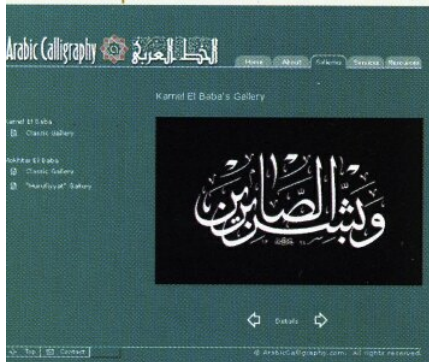 Arabic Calligraphy الخط العربي
Home About Galleries Services Resources
Kamel El Baba's Gallery
Kamel El Baba
Classic Gallery
Mokhtar El Baba
Classic Gallery
"Hurufiyyat" Gallery
وبشر الصابرين
Details
Top Contact
© ArabicCalligraphy.com. All rights reserved.